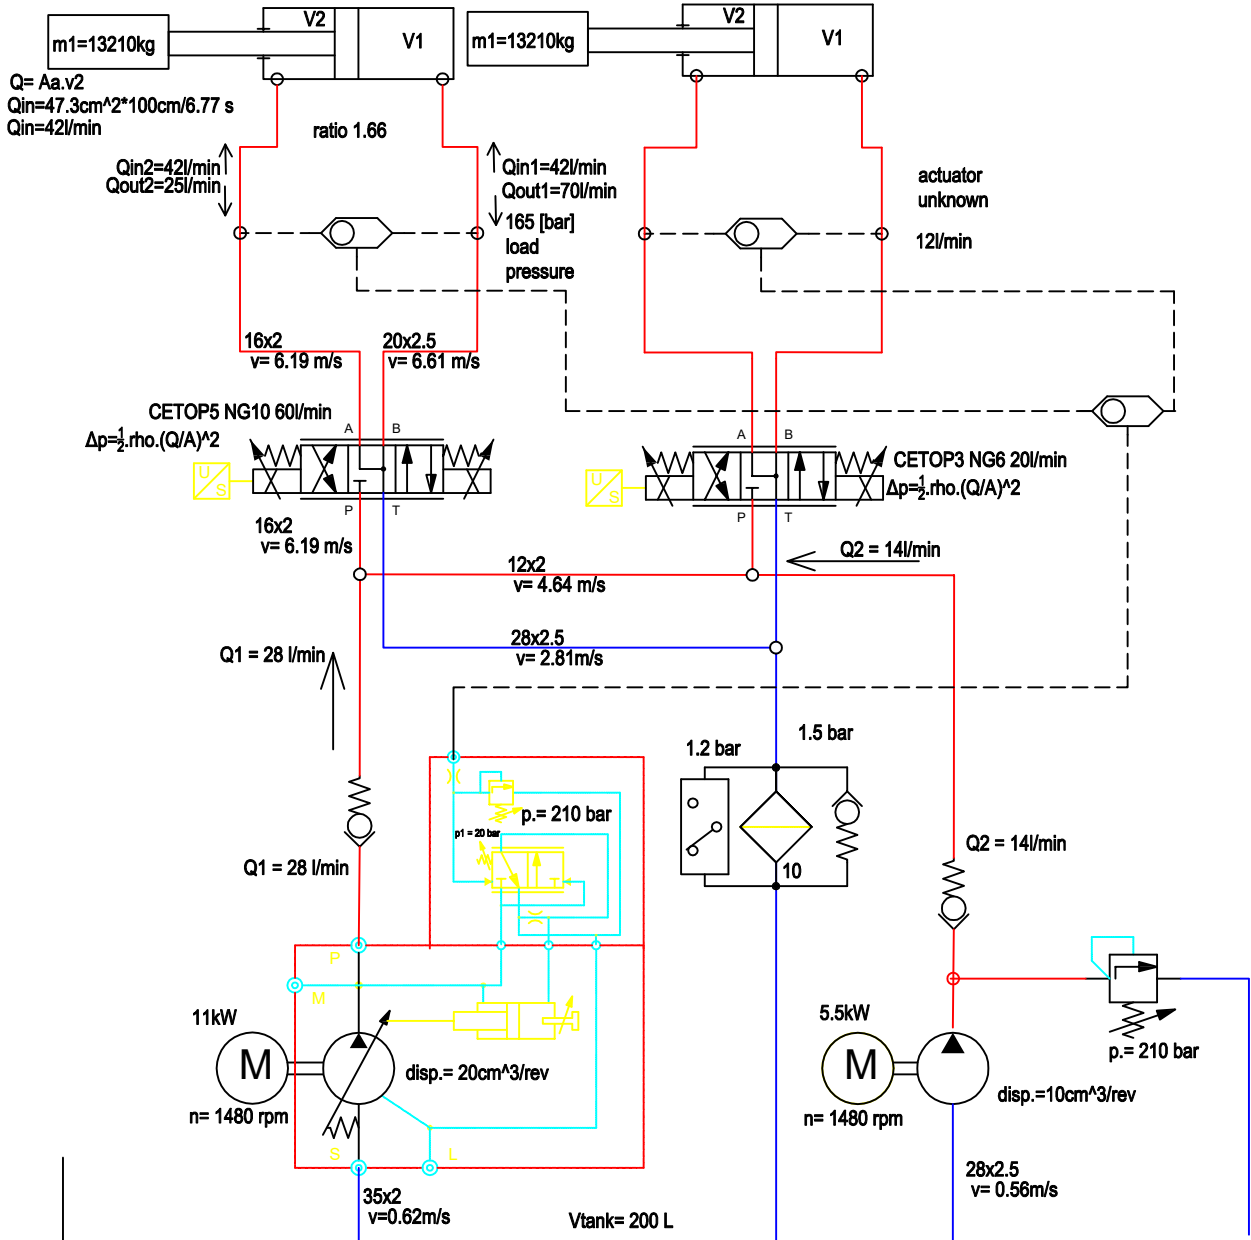 V2
V1
m1=13210kg
V2
V1
m1=13210kg
Q= Aa.v2
Qin=47.3cm^2*100cm/6.77 s
Qin=42l/min
ratio 1.66
Qin2=42l/min
Qout2=25l/min
Qin1=42l/min
Qout1=70l/min
165 [bar]
load
pressure
actuator
unknown
12l/min
16x2
v= 6.19 m/s
20x2.5
v= 6.61 m/s
CETOP5 NG10 60l/min
Δp=1/2.rho.(Q/A)^2
A
B
U
S
P
T
A
B
CETOP3 NG6 20l/min
Δp=1/2.rho.(Q/A)^2
U
S
P
T
16x2
v= 6.19 m/s
Q2 = 14l/min
12x2
v= 4.64 m/s
28x2.5
v= 2.81m/s
Q1 = 28 l/min
1.2 bar
1.5 bar
p.= 210 bar
p1 = 20 bar
10
Q1 = 28 l/min
Q2 = 14l/min
P
M
11kW
M
disp.= 20cm^3/rev
n= 1480 rpm
S
L
5.5kW
M
n= 1480 rpm
disp.=10cm^3/rev
p.= 210 bar
35x2
v=0.62m/s
Vtank= 200 L
28x2.5
v= 0.56m/s